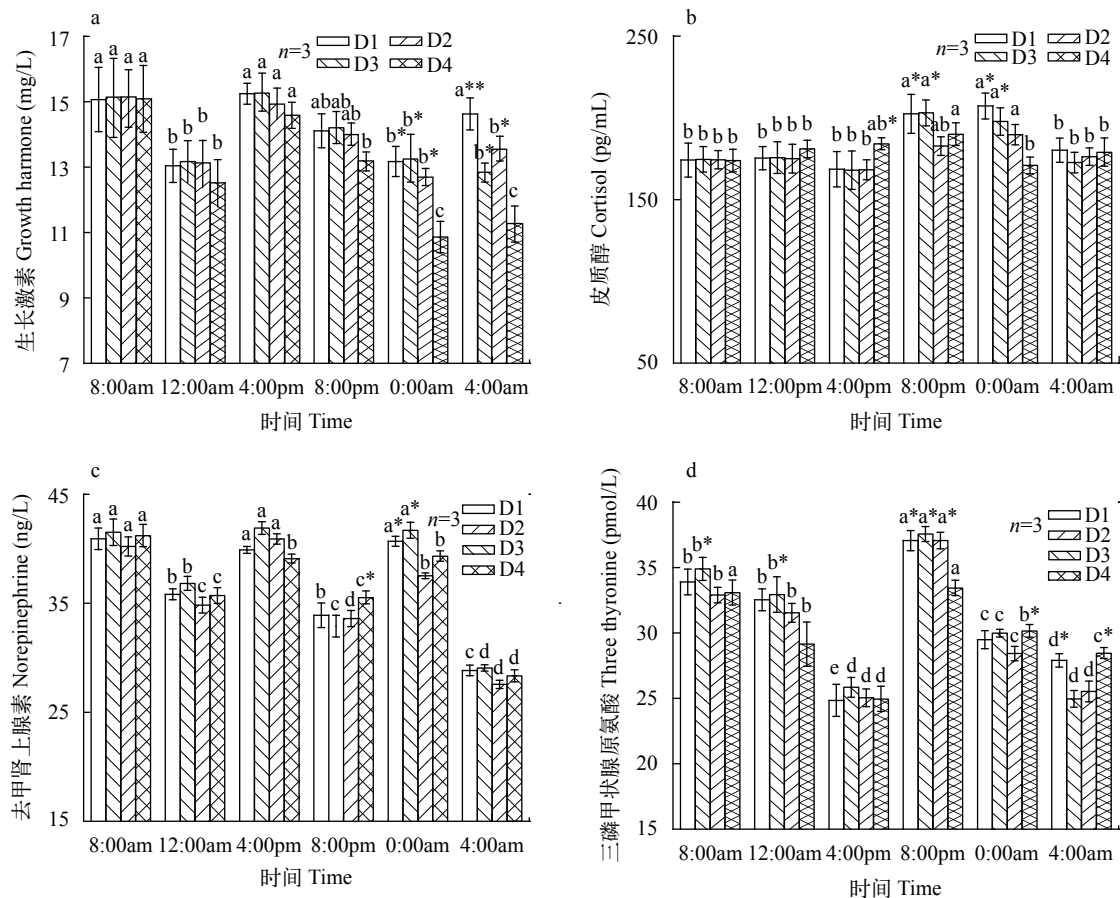 a
17
15
13
11
9
7
生长激素 Growth harmone (mg/L)
n=3
D1
D2
D3
D4
a a a a
b b b b
a a a a
ab ab ab b
b* b* b* c
a** b* b* c
8:00am 12:00am 4:00pm 8:00pm 0:00am 4:00am
时间 Time
b
250
150
50
皮质醇 Cortisol (pg/mL)
n=3
D1
D2
D3
D4
b b b b
b b b b
b b b ab*
a* a* ab a
a* a* a b
b b b b
8:00am 12:00pm 4:00pm 8:00pm 0:00am 4:00am
时间 Time
c
45
35
25
15
去甲肾上腺素 Norepinephrine (ng/L)
n=3
D1
D2
D3
D4
a a a a
b b c c
a a a b
b c d c*
a* a* b b
c d d d
8:00am 12:00am 4:00pm 8:00pm 0:00am 4:00am
时间 Time
d
40
35
30
25
20
15
三磷甲状腺原氨酸 Three thyronine (pmol/L)
n=3
D1
D2
D3
D4
b b* b a
b b* b b
e d d d
a* a* a* a
c c c b*
d* d d c*
8:00am 12:00am 4:00pm 8:00pm 0:00am 4:00am
时间 Time